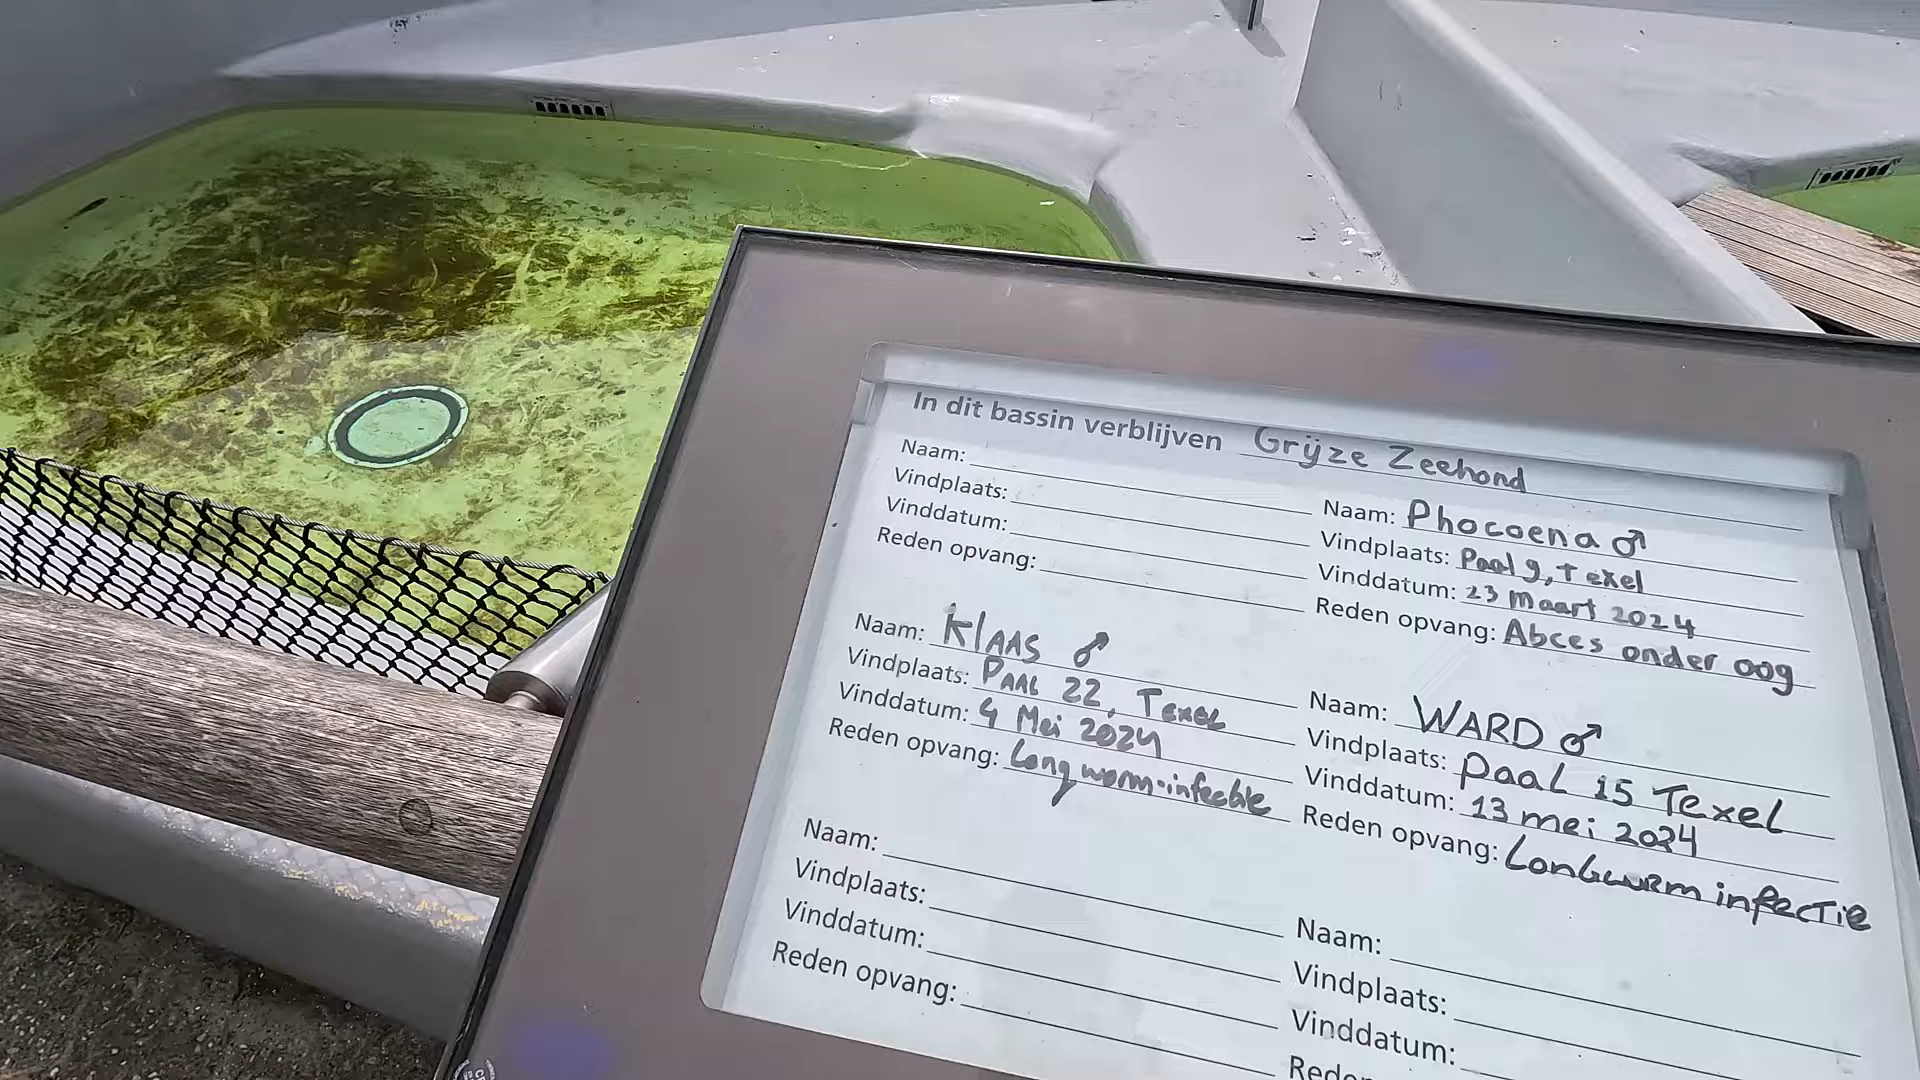 In dit bassin verblijven Grijze Zeehond
Naam:
Vindplaats:
Vinddatum:
Reden opvang:
Naam: Phocoena ♂
Vindplaats: Paal 9, Texel
Vinddatum: 23 Maart 2024
Reden opvang: Abces onder oog
Naam: KLAAS ♂
Vindplaats: PAAL 22, Texel
Vinddatum: 4 Mei 2024
Reden opvang: Longworm-infectie
Naam: WARD ♂
Vindplaats: paal 15 Texel
Vinddatum: 13 mei 2024
Reden opvang: Longwurm infectie
Naam:
Vindplaats:
Vinddatum:
Reden opvang:
Naam:
Vindplaats:
Vinddatum: